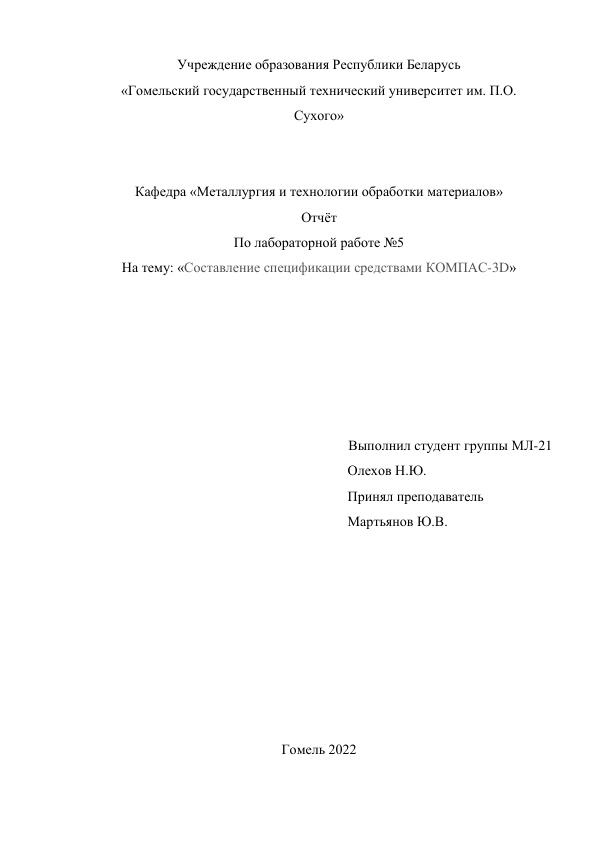 Учреждение образования Республики Беларусь
«Гомельский государственный технический университет им. П.О.
Сухого»
Кафедра «Металлургия и технологии обработки материалов»
Отчёт
По лабораторной работе №5
На тему: «Составление спецификации средствами КОМПАС-3D»
Выполнил студент группы МЛ-21
Олехов Н.Ю.
Принял преподаватель
Мартьянов Ю.В.
Гомель 2022